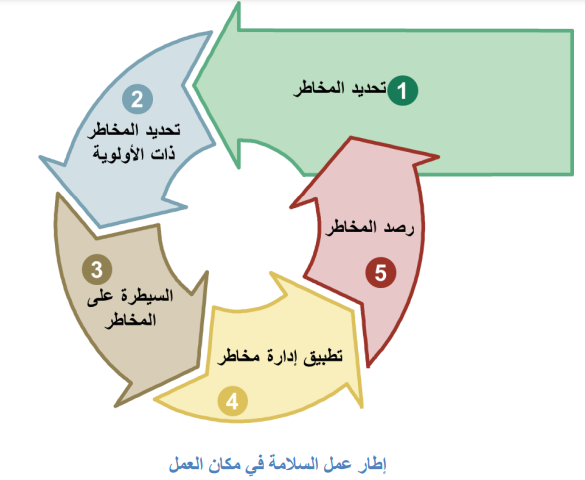 1 تحديد المخاطر
2
تحديد المخاطر
ذات الأولوية
3
السيطرة على
المخاطر
تطبيق إدارة مخاطر
4
رصد المخاطر
5
إطار عمل السلامة في مكان العمل